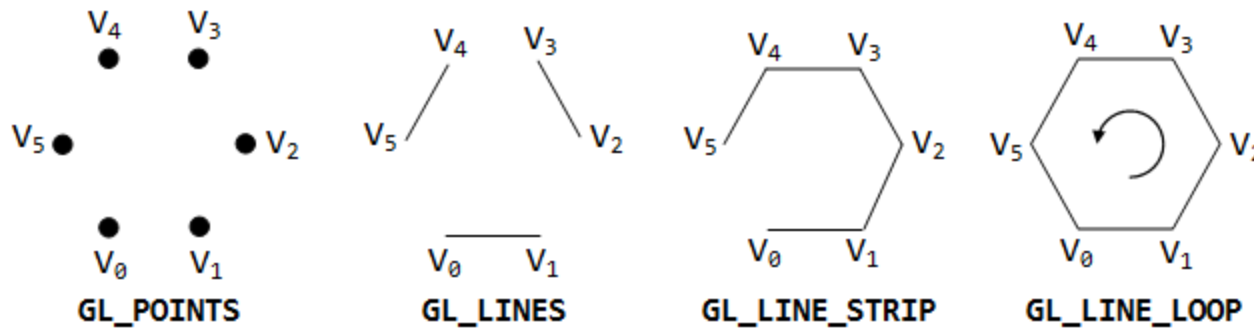 V₄ V₃
V₅ V₂
V₀ V₁
GL_POINTS
V₄ V₃
V₅ V₂
V₀ V₁
GL_LINES
V₄ V₃
V₅ V₂
V₀ V₁
GL_LINE_STRIP
V₄ V₃
V₅ V₂
V₀ V₁
GL_LINE_LOOP